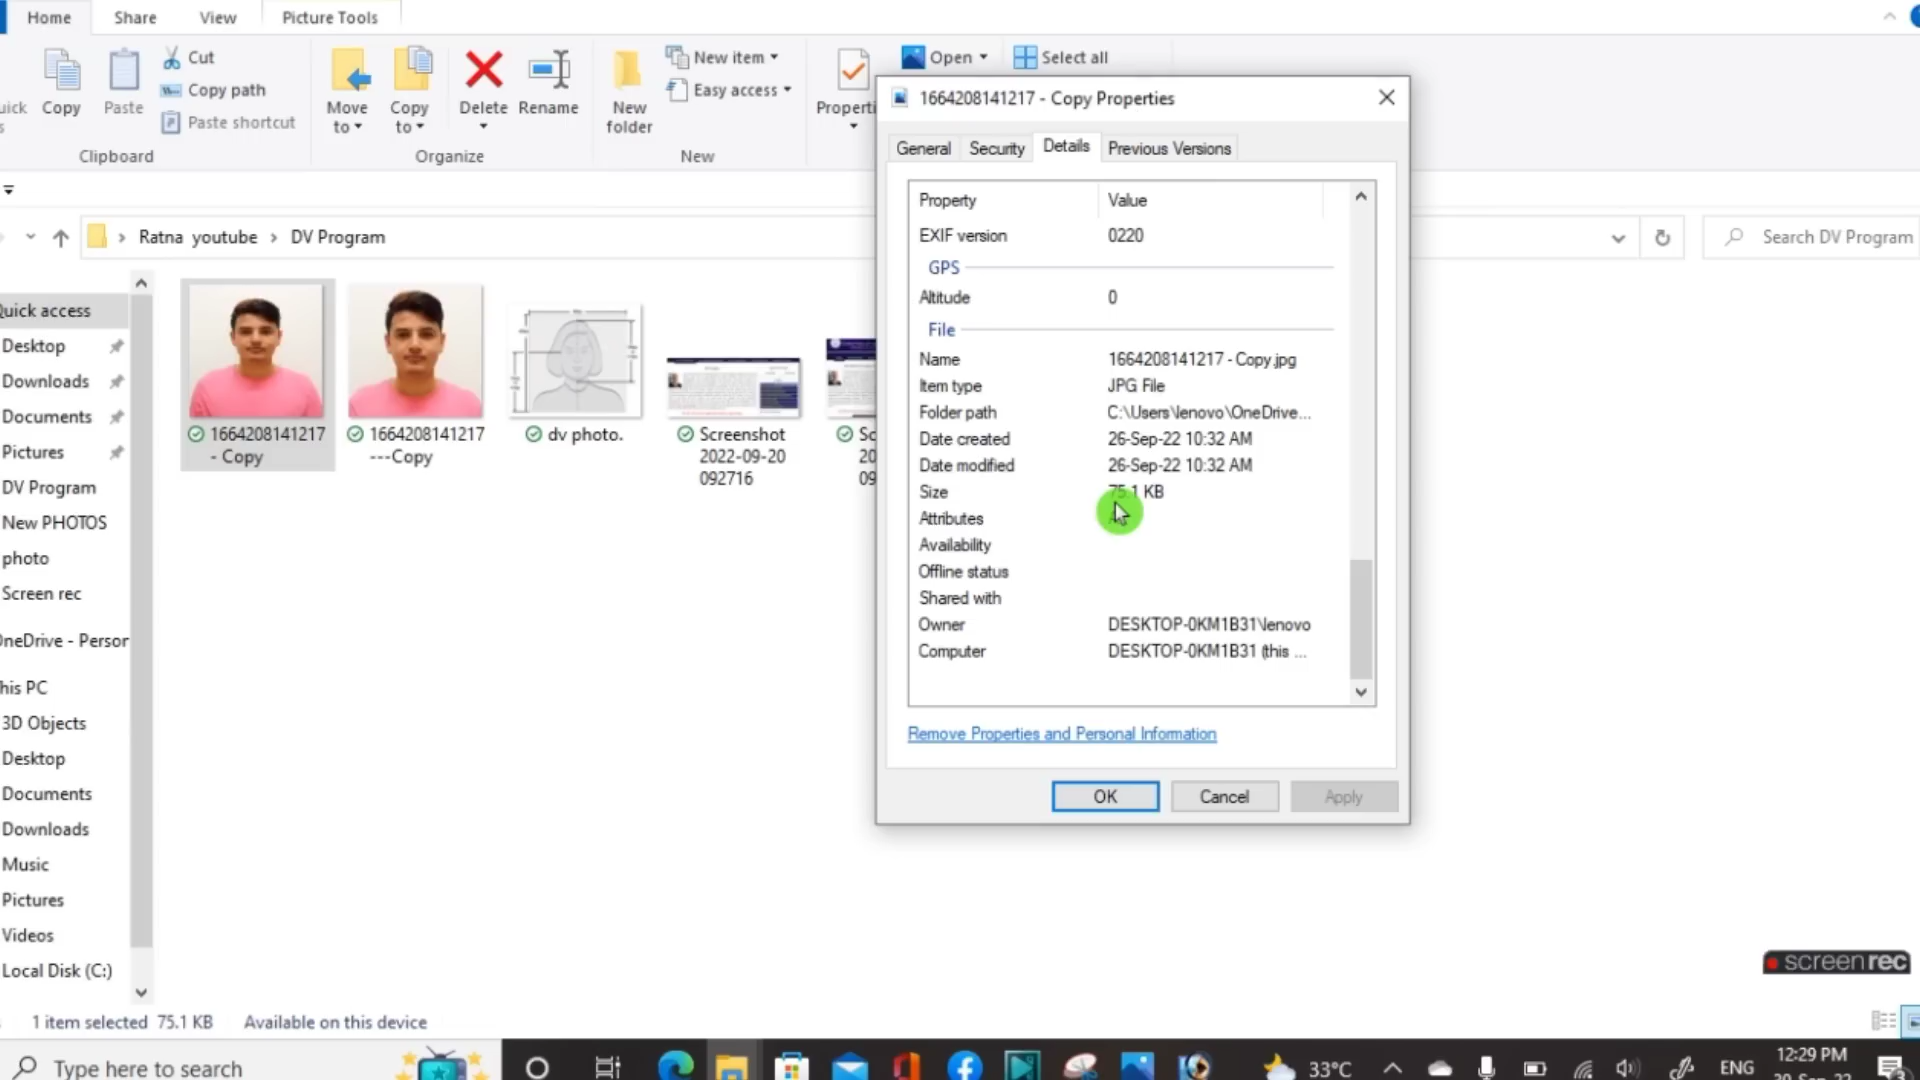 Home Share View Picture Tools
Copy
Paste
Cut
Copy path
Paste shortcut
Clipboard
Move to
Copy to
Delete
Rename
Organize
New folder
New item
Easy access
New
Open
Select all
Ratna youtube > DV Program
Search DV Program
Quick access
Desktop
Downloads
Documents
Pictures
DV Program
New PHOTOS
photo
Screen rec
OneDrive - Person
This PC
3D Objects
Desktop
Documents
Downloads
Music
Pictures
Videos
Local Disk (C:)
1664208141217
- Copy
1664208141217
---Copy
dv photo.
Screenshot
2022-09-20
092716
1664208141217 - Copy Properties
General Security Details Previous Versions
Property Value
EXIF version 0220
GPS
Altitude 0
File
Name 1664208141217 - Copy.jpg
Item type JPG File
Folder path C:\Users\lenovo\OneDrive...
Date created 26-Sep-22 10:32 AM
Date modified 26-Sep-22 10:32 AM
Size 75.1 KB
Attributes
Availability
Offline status
Shared with
Owner DESKTOP-0KM1B31\lenovo
Computer DESKTOP-0KM1B31 (this ...
Remove Properties and Personal Information
OK Cancel Apply
screenrec
1 item selected 75.1 KB Available on this device
Type here to search
33°C
ENG
12:29 PM